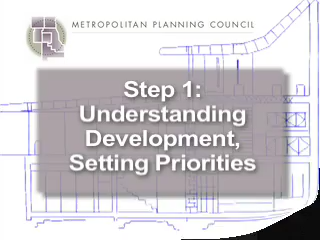 METROPOLITAN PLANNING COUNCIL
Step 1:
Understanding
Development,
Setting Priorities